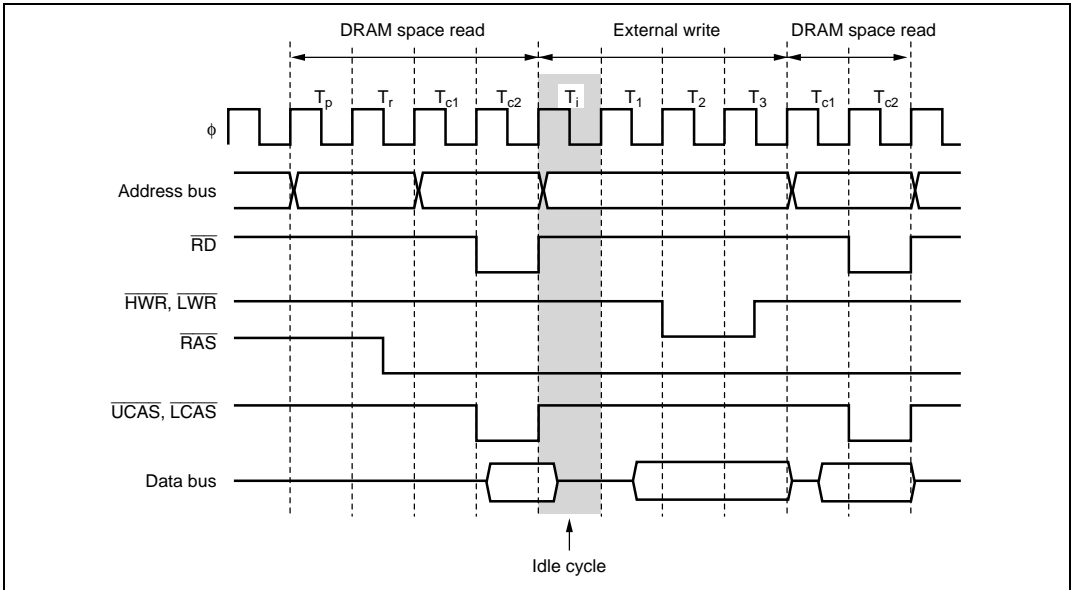 DRAM space read External write DRAM space read
Tp Tr Tc1 Tc2 Ti T1 T2 T3 Tc1 Tc2
ϕ
Address bus
RD
HWR, LWR
RAS
UCAS, LCAS
Data bus
Idle cycle